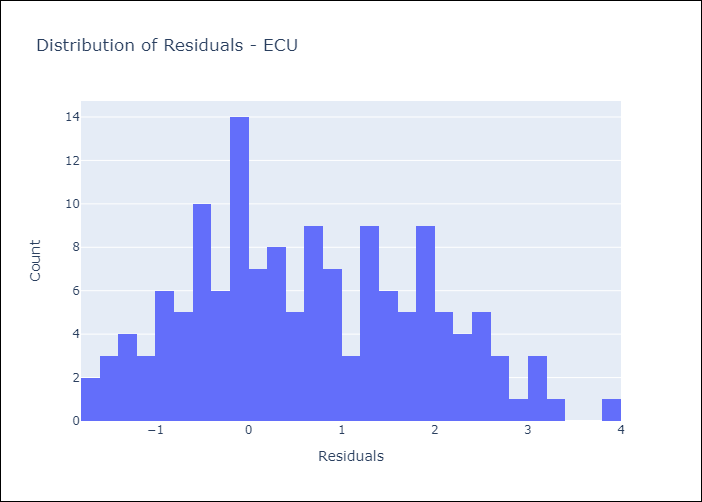 Distribution of Residuals - ECU
14
12
10
8
6
4
2
0
Count
−1 0 1 2 3 4
Residuals